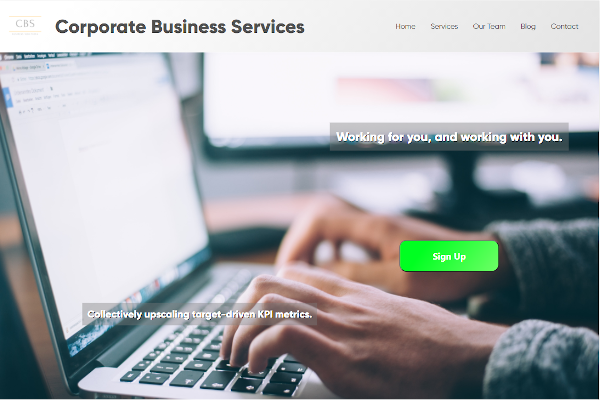 CBS
Corporate Business Services
Home
Services
Our Team
Blog
Contact
Working for you, and working with you.
Sign Up
Collectively upscaling target-driven KPI metrics.